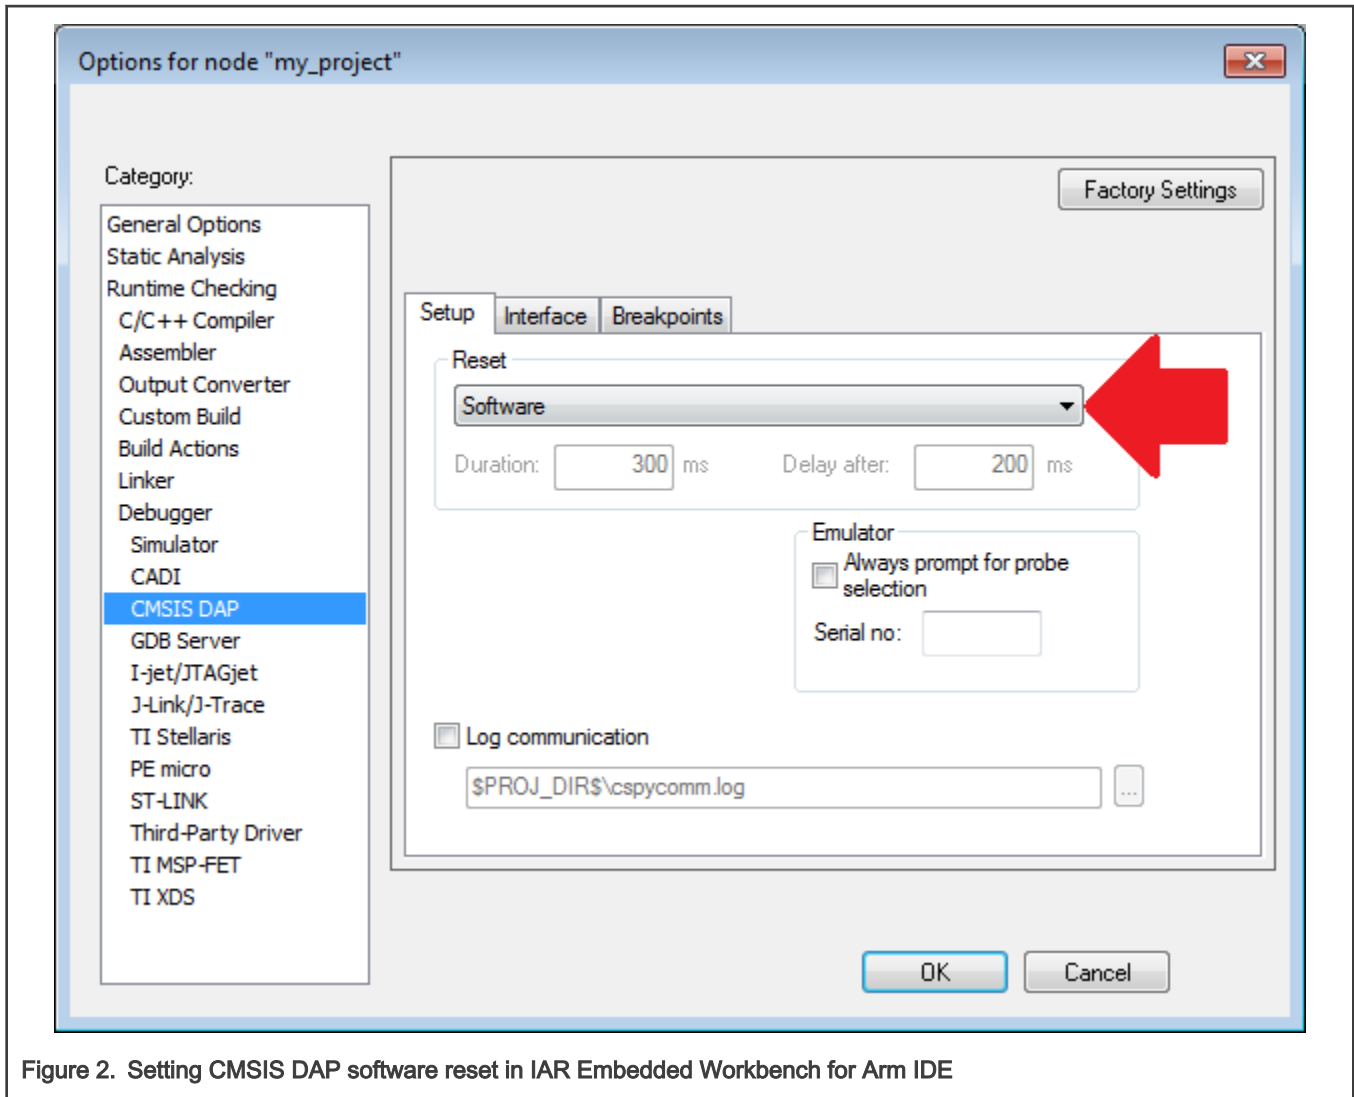 Options for node "my_project"
Category:
General Options
Static Analysis
Runtime Checking
C/C++ Compiler
Assembler
Output Converter
Custom Build
Build Actions
Linker
Debugger
Simulator
CADI
CMSIS DAP
GDB Server
I-jet/JTAGjet
J-Link/J-Trace
TI Stellaris
PE micro
ST-LINK
Third-Party Driver
TI MSP-FET
TI XDS
Factory Settings
Setup Interface Breakpoints
Reset
Software
Duration: 300 ms Delay after: 200 ms
Emulator
Always prompt for probe
selection
Serial no:
Log communication
$PROJ_DIR$\cspycomm.log ...
OK Cancel
Figure 2. Setting CMSIS DAP software reset in IAR Embedded Workbench for Arm IDE